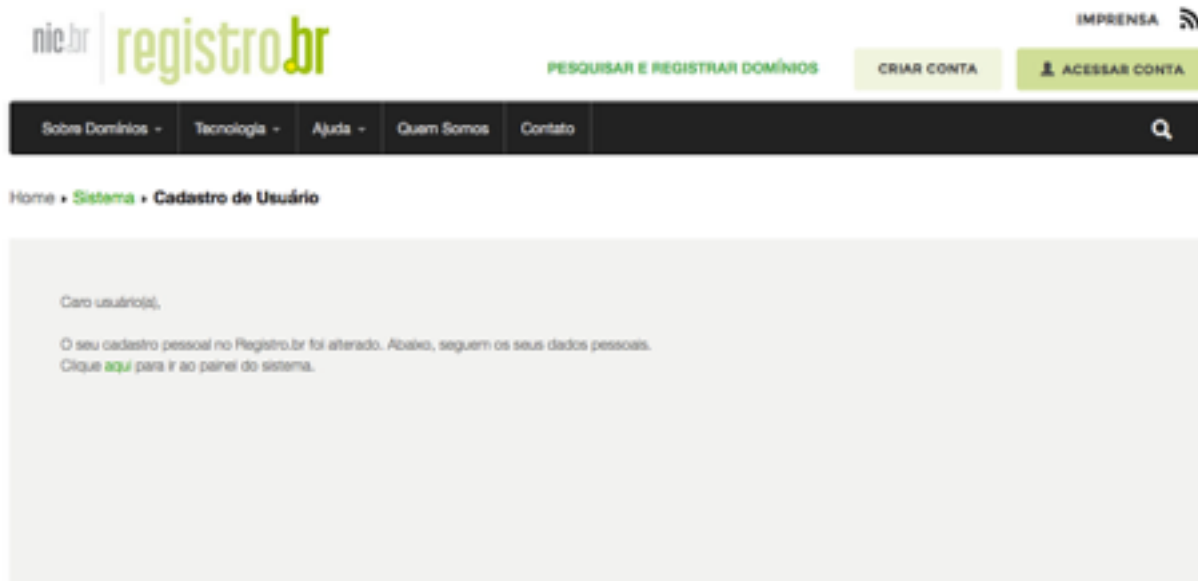 IMPRENSA
nic.br registro.br
PESQUISAR E REGISTRAR DOMÍNIOS CRIAR CONTA ACESSAR CONTA
Sobre Domínios Tecnologia Ajuda Quem Somos Contato
Home Sistema Cadastro de Usuário
Caro usuário(a),
O seu cadastro pessoal no Registro.br foi alterado. Abaixo, seguem os seus dados pessoais.
Clique aqui para ir ao painel do sistema.